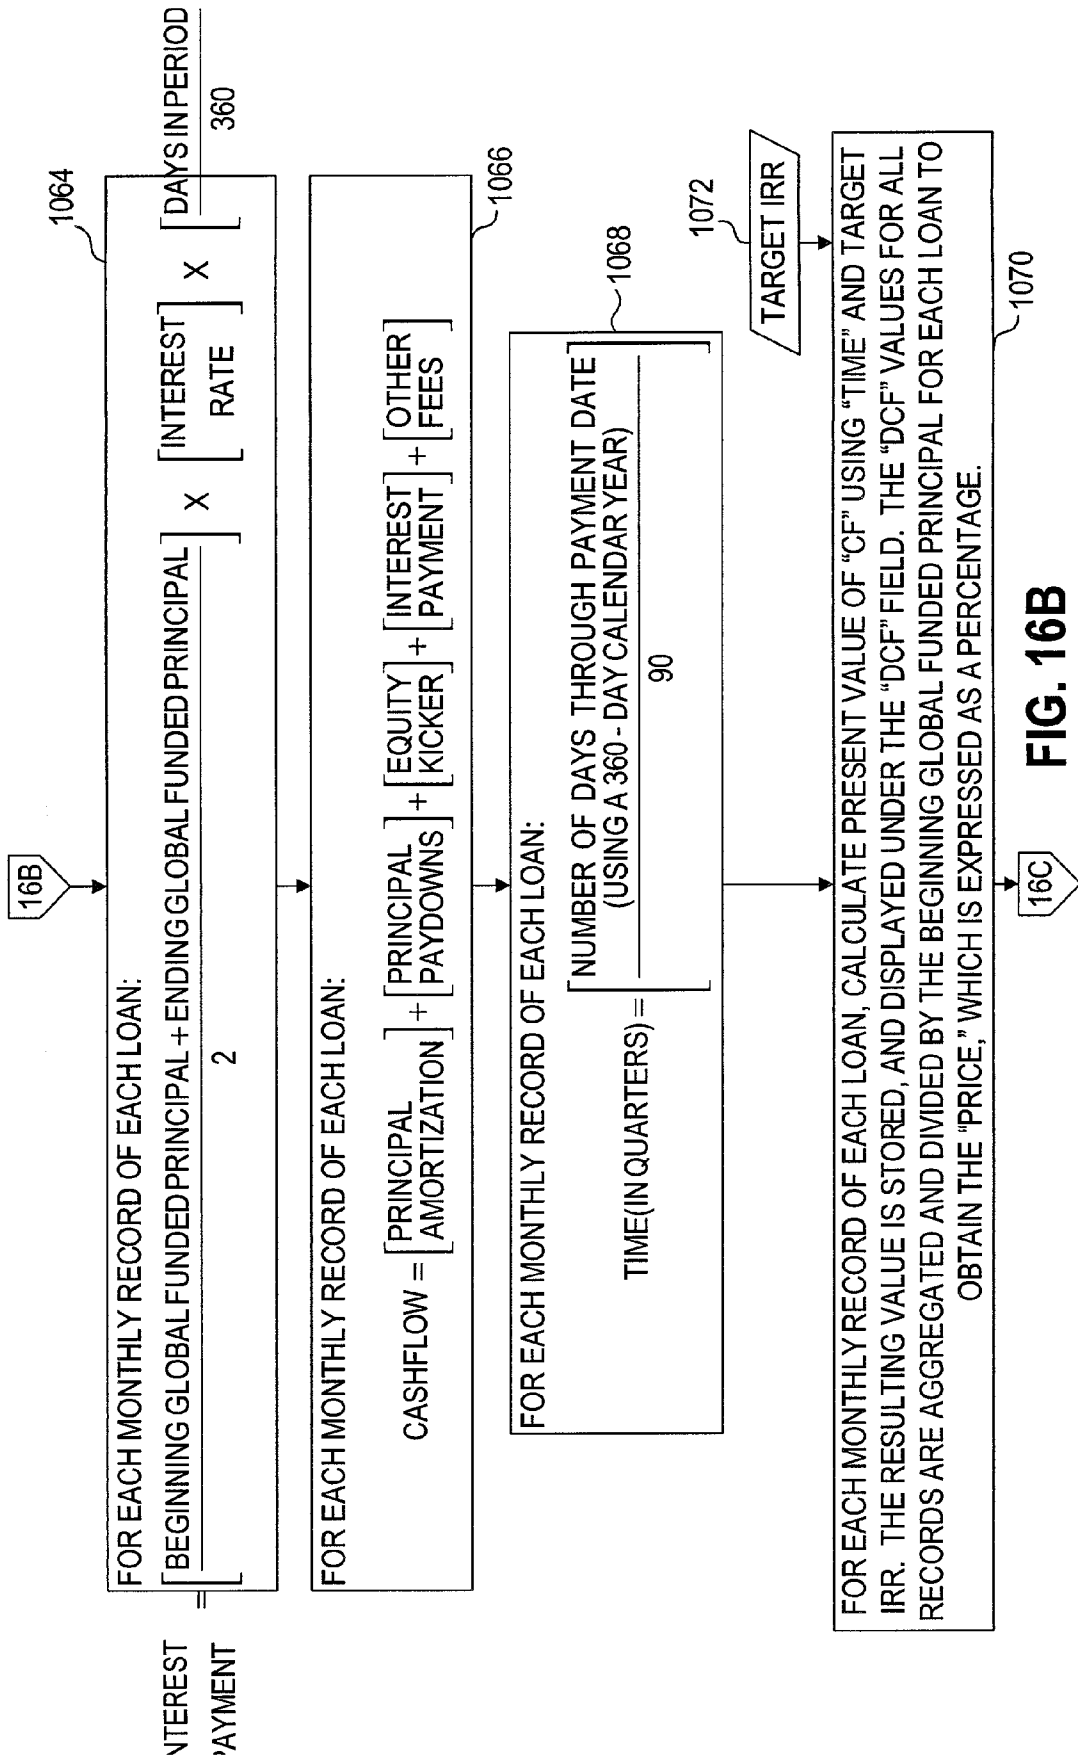 16B
1064
FOR EACH MONTHLY RECORD OF EACH LOAN:
NTEREST
PAYMENT
=
[BEGINNING GLOBAL FUNDED PRINCIPAL + ENDING GLOBAL FUNDED PRINCIPAL]
2
X
[INTEREST
RATE]
X
[DAYS IN PERIOD
360
1066
FOR EACH MONTHLY RECORD OF EACH LOAN:
CASHFLOW = [PRINCIPAL AMORTIZATION] + [PRINCIPAL PAYDOWNS] + [EQUITY KICKER] + [INTEREST PAYMENT] + [OTHER FEES]
1068
FOR EACH MONTHLY RECORD OF EACH LOAN:
TIME (IN QUARTERS) =
[NUMBER OF DAYS THROUGH PAYMENT DATE
(USING A 360 - DAY CALENDAR YEAR)
90]
1072
TARGET IRR
FOR EACH MONTHLY RECORD OF EACH LOAN, CALCULATE PRESENT VALUE OF "CF" USING "TIME" AND TARGET
IRR. THE RESULTING VALUE IS STORED, AND DISPLAYED UNDER THE "DCF" FIELD. THE "DCF" VALUES FOR ALL
RECORDS ARE AGGREGATED AND DIVIDED BY THE BEGINNING GLOBAL FUNDED PRINCIPAL FOR EACH LOAN TO
OBTAIN THE "PRICE," WHICH IS EXPRESSED AS A PERCENTAGE.
1070
16C
FIG. 16B